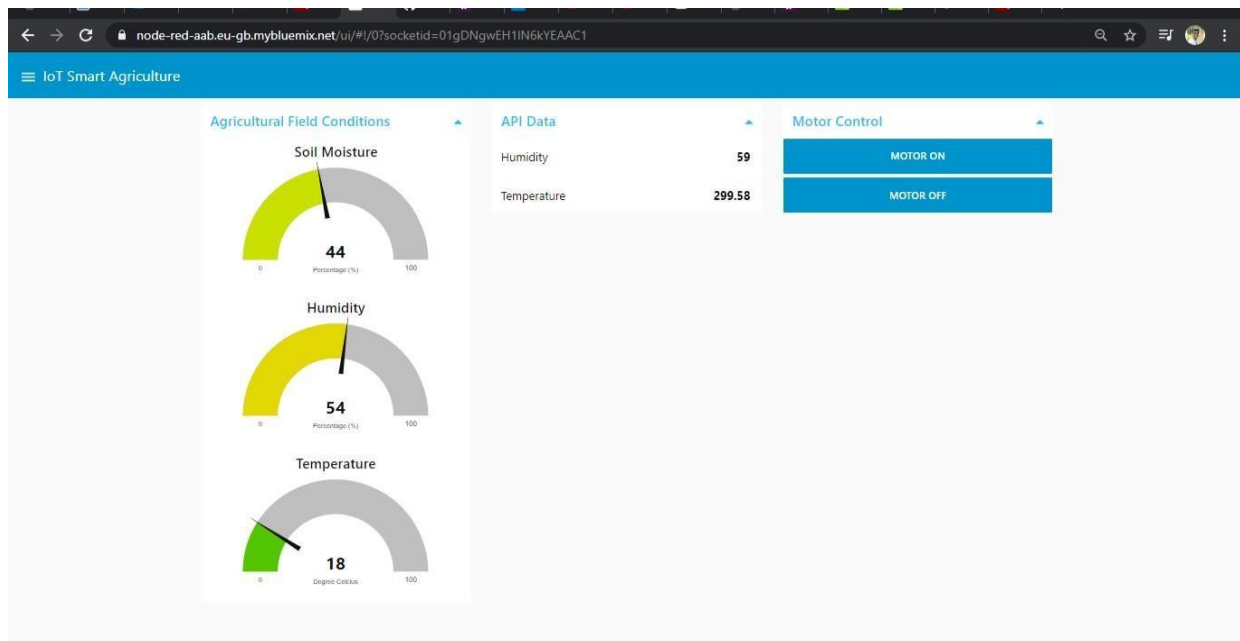 node-red-aab.eu-gb.mybluemix.net/ui/#!/0?socketid=01gDNgwEH1IN6kYEAAC1
IoT Smart Agriculture
Agricultural Field Conditions
Soil Moisture
44
0 Percentage (%) 100
Humidity
54
0 Percentage (%) 100
Temperature
18
0 Degree Celcius 100
API Data
Humidity 59
Temperature 299.58
Motor Control
MOTOR ON
MOTOR OFF